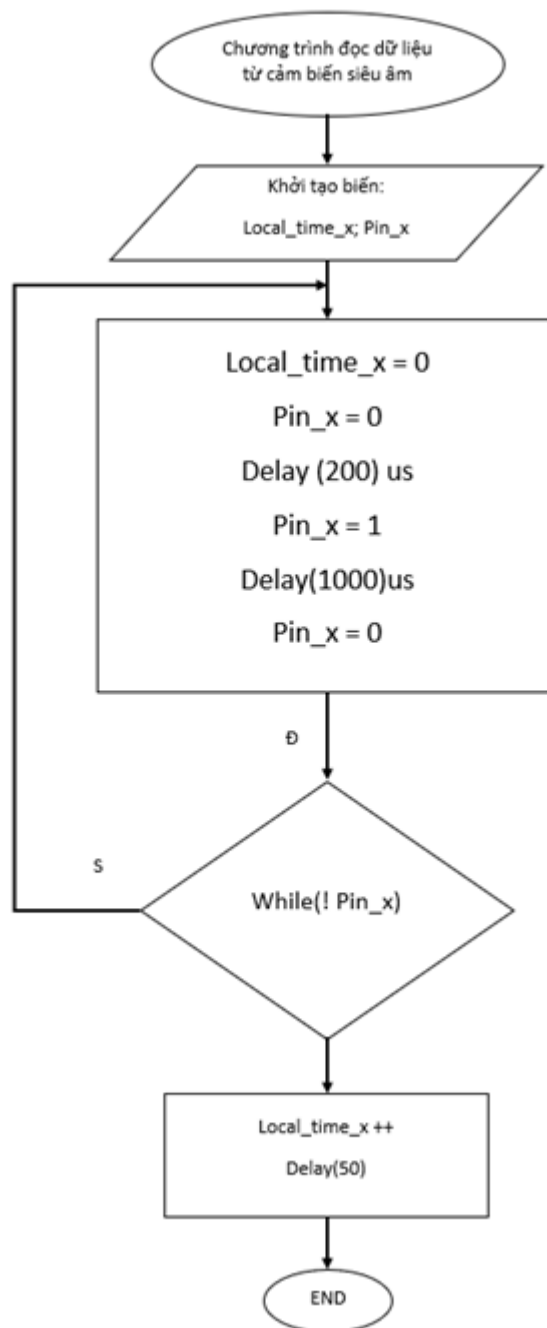 Chương trình đọc dữ liệu
từ cảm biến siêu âm
Khởi tạo biến:
Local_time_x; Pin_x
Local_time_x = 0
Pin_x = 0
Delay (200) us
Pin_x = 1
Delay(1000)us
Pin_x = 0
Đ
S
While(! Pin_x)
Local_time_x ++
Delay(50)
END